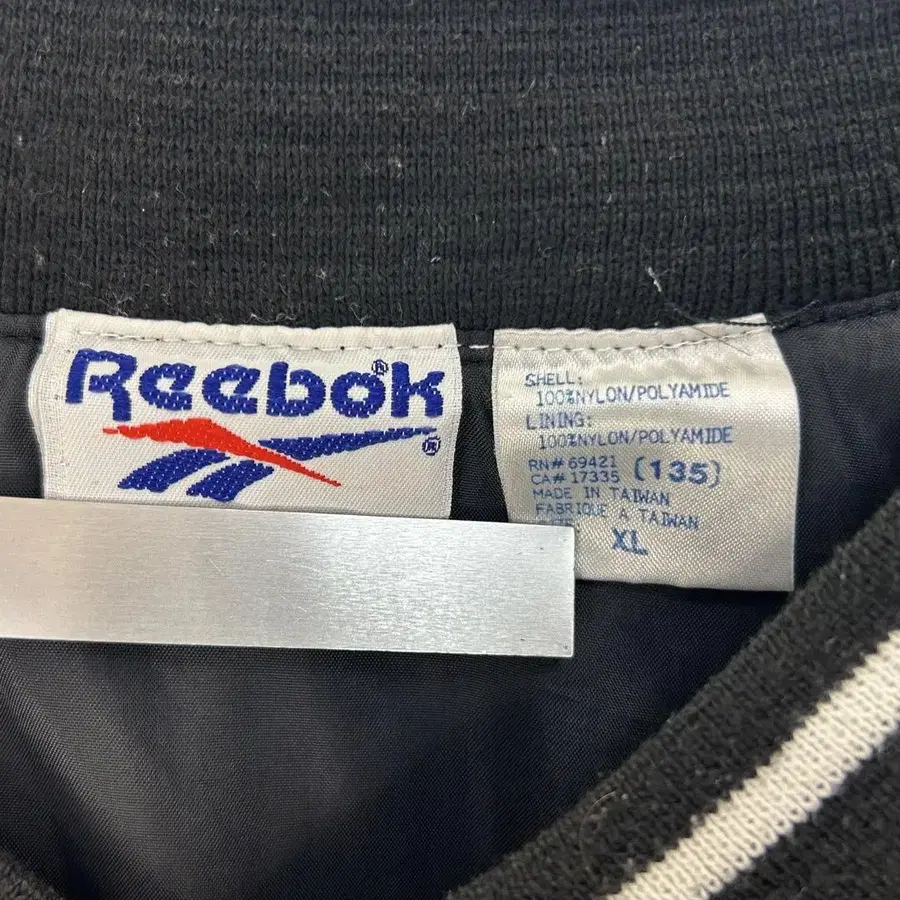 Reebok®
®
SHELL:
100%NYLON/POLYAMIDE
LINING:
100%NYLON/POLYAMIDE
RN# 69421 (135)
CA# 17335
MADE IN TAIWAN
FABRIQUE A TAIWAN
XL